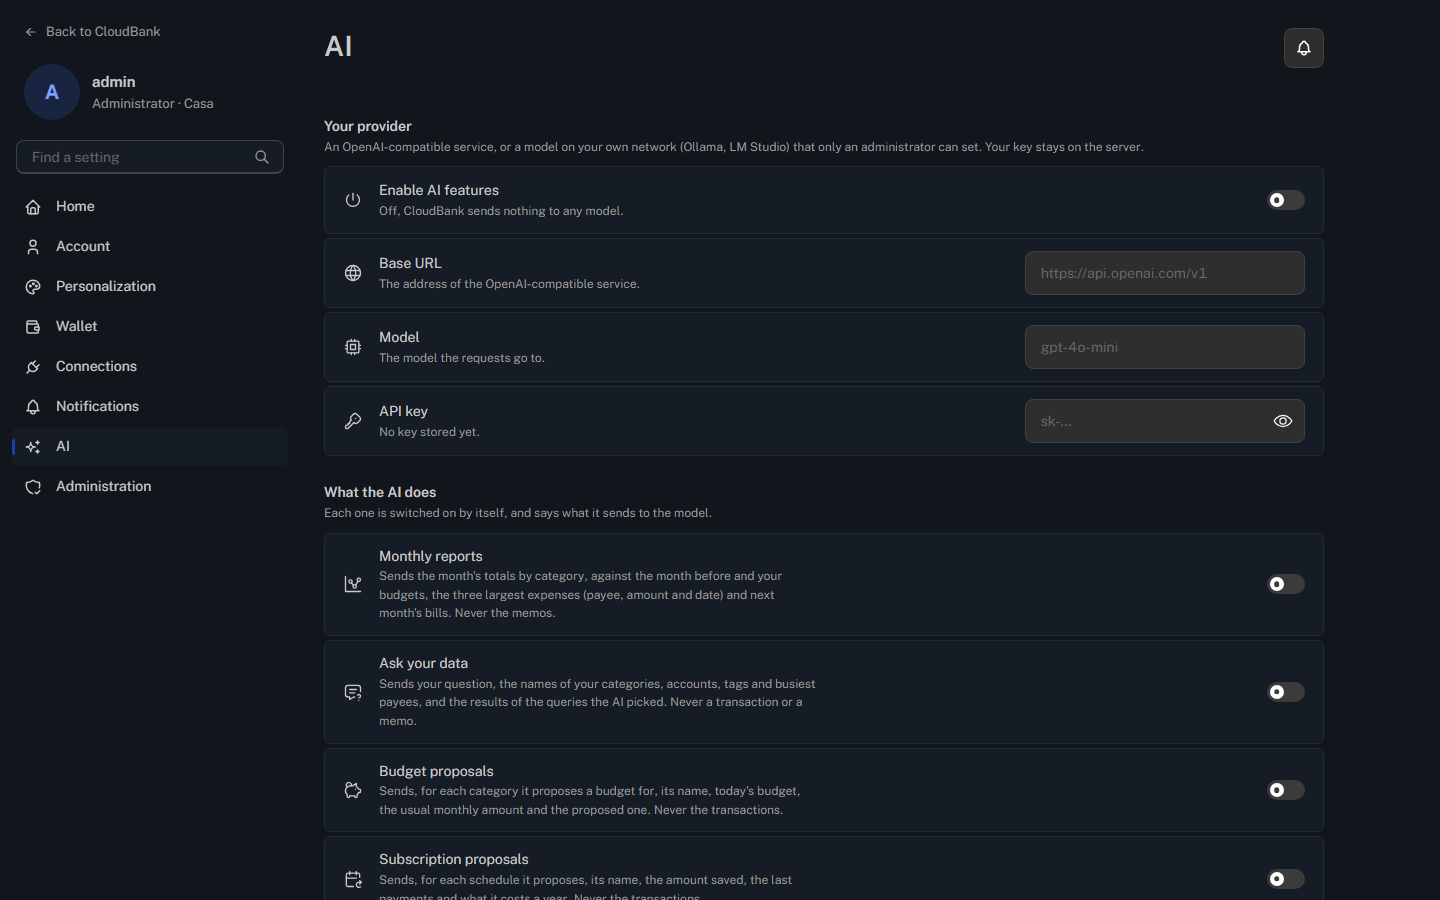 Back to CloudBank
A
admin
Administrator · Casa
Find a setting
Home
Account
Personalization
Wallet
Connections
Notifications
AI
Administration
AI
Your provider
An OpenAI-compatible service, or a model on your own network (Ollama, LM Studio) that only an administrator can set. Your key stays on the server.
Enable AI features
Off, CloudBank sends nothing to any model.
Base URL
The address of the OpenAI-compatible service.
https://api.openai.com/v1
Model
The model the requests go to.
gpt-4o-mini
API key
No key stored yet.
sk-...
What the AI does
Each one is switched on by itself, and says what it sends to the model.
Monthly reports
Sends the month's totals by category, against the month before and your
budgets, the three largest expenses (payee, amount and date) and next
month's bills. Never the memos.
Ask your data
Sends your question, the names of your categories, accounts, tags and busiest
payees, and the results of the queries the AI picked. Never a transaction or a
memo.
Budget proposals
Sends, for each category it proposes a budget for, its name, today's budget,
the usual monthly amount and the proposed one. Never the transactions.
Subscription proposals
Sends, for each schedule it proposes, its name, the amount saved, the last
payments and what it costs a year. Never the transactions.